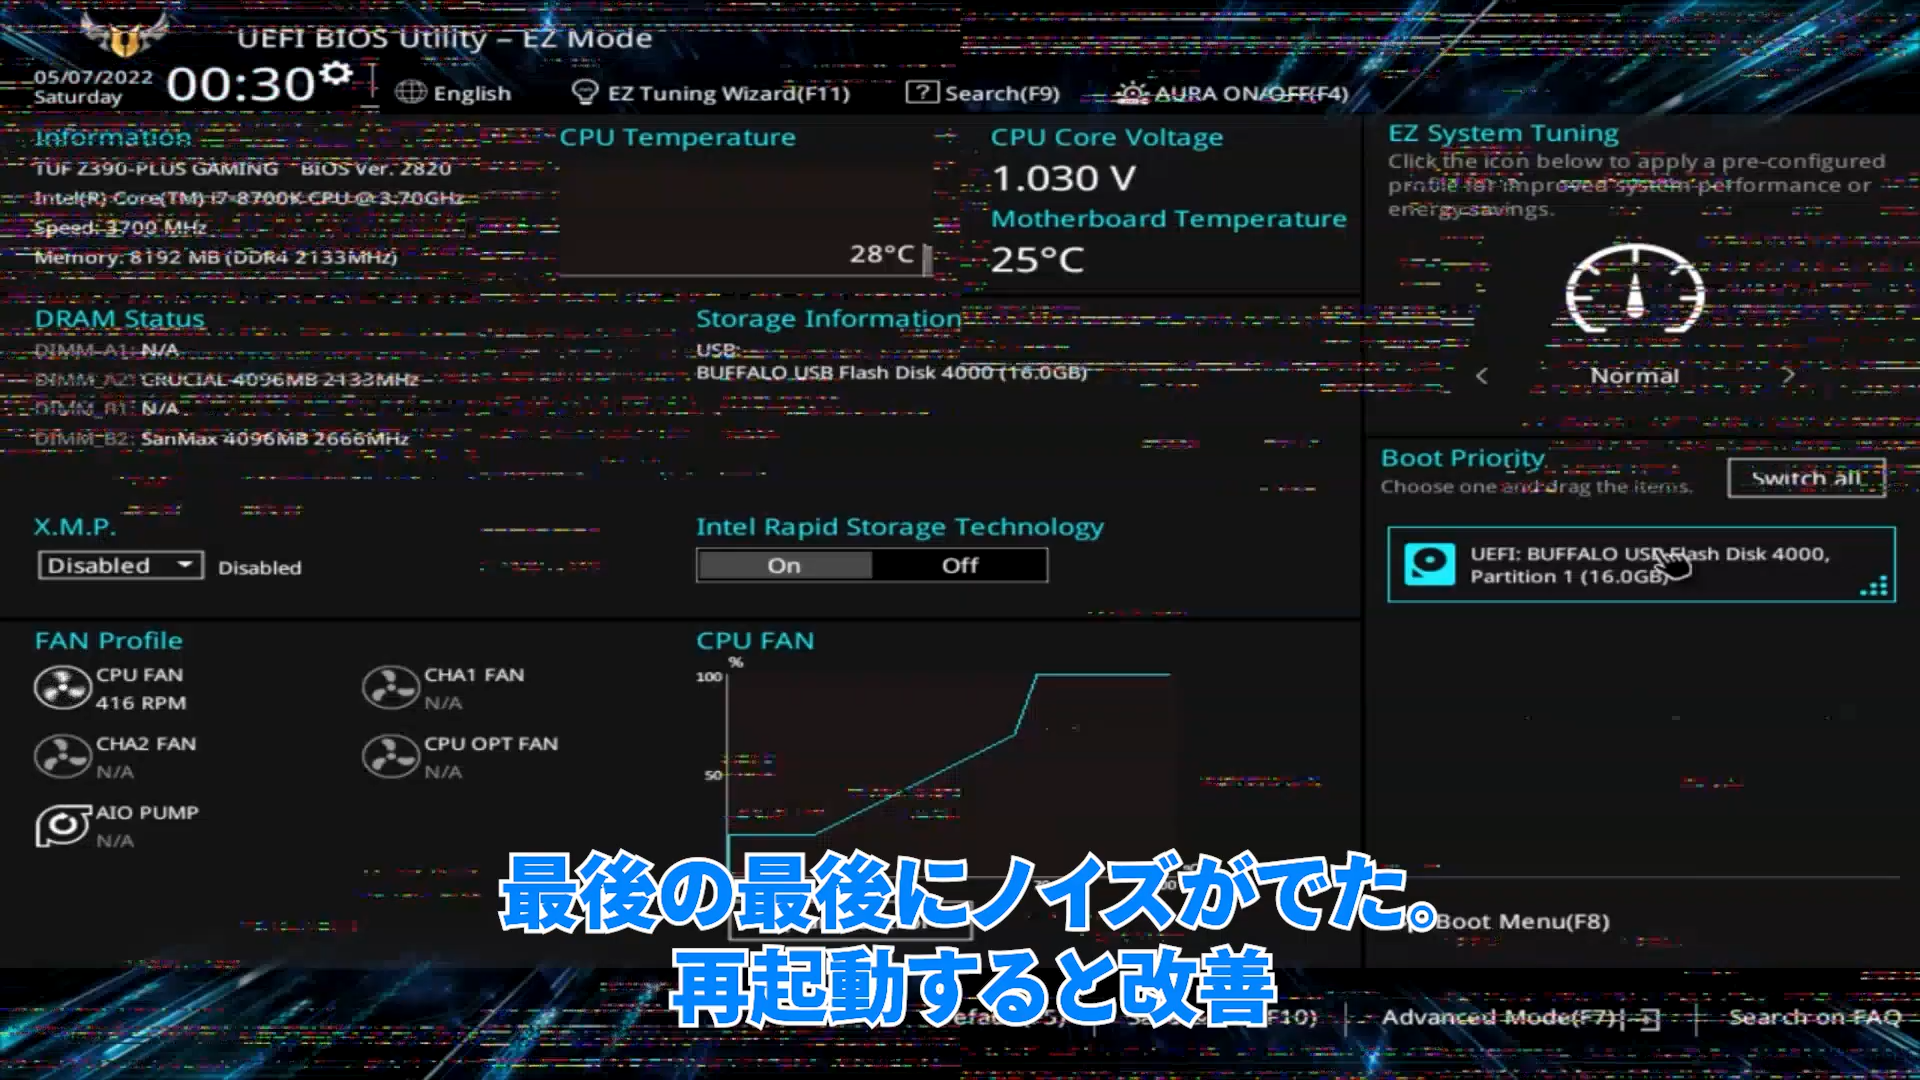 UEFI BIOS Utility – EZ Mode
05/07/2022
Saturday
00:30
English
EZ Tuning Wizard(F11)
? Search(F9)
AURA ON/OFF(F4)
Information
TUF Z390-PLUS GAMING BIOS Ver. 2820
Intel(R) Core(TM) i7-8700K CPU @ 3.70GHz
Speed: 3700 MHz
Memory: 8192 MB (DDR4 2133MHz)
CPU Temperature
28°C
CPU Core Voltage
1.030 V
Motherboard Temperature
25°C
EZ System Tuning
Click the icon below to apply a pre-configured
profile for improved system performance or
energy savings.
Normal
DRAM Status
DIMM_A1: N/A
DIMM_A2: CRUCIAL 4096MB 2133MHz
DIMM_B1: N/A
DIMM_B2: SanMax 4096MB 2666MHz
Storage Information
USB:
BUFFALO USB Flash Disk 4000 (16.0GB)
X.M.P.
Disabled
Disabled
Intel Rapid Storage Technology
On
Off
Boot Priority
Choose one and drag the items.
Switch all
UEFI: BUFFALO USB Flash Disk 4000,
Partition 1 (16.0GB)
FAN Profile
CPU FAN
416 RPM
CHA1 FAN
N/A
CHA2 FAN
N/A
CPU OPT FAN
N/A
AIO PUMP
N/A
CPU FAN
%
100
50
最後の最後にノイズがでた。
再起動すると改善
Boot Menu(F8)
Advanced Mode(F7)
Search on FAQ